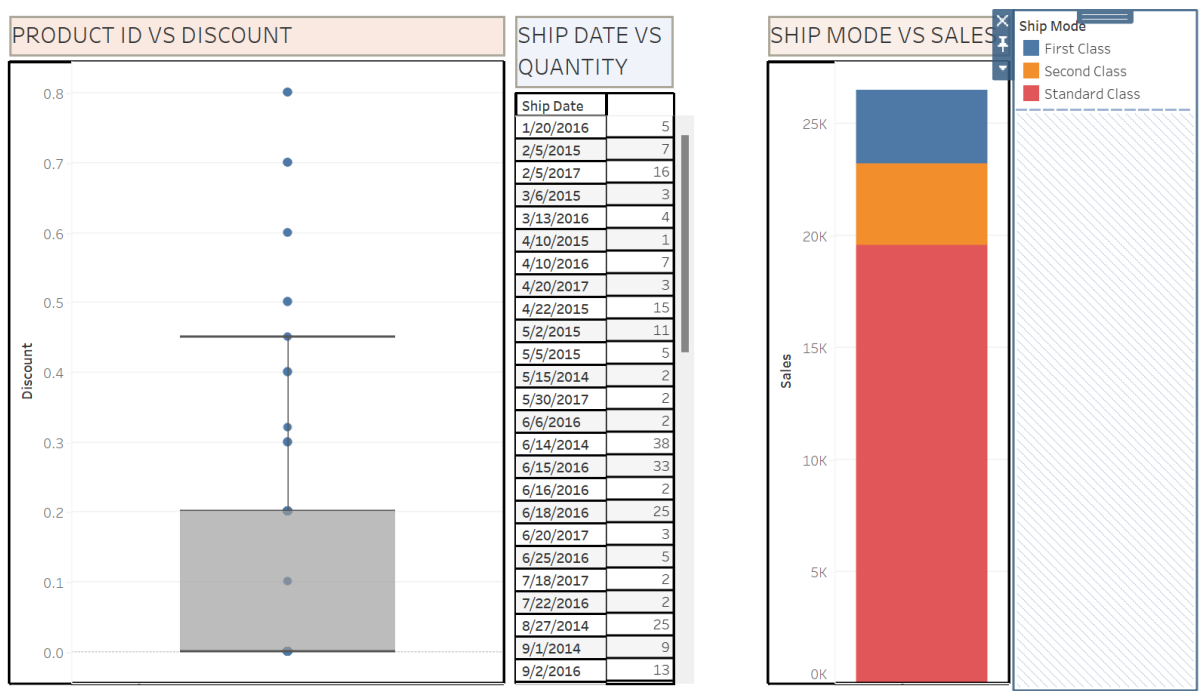 PRODUCT ID VS DISCOUNT
0.8
0.7
0.6
0.5
0.4
0.3
0.2
0.1
0.0
Discount
SHIP DATE VS
QUANTITY
Ship Date
1/20/2016 5
2/5/2015 7
2/5/2017 16
3/6/2015 3
3/13/2016 4
4/10/2015 1
4/10/2016 7
4/20/2017 3
4/22/2015 15
5/2/2015 11
5/5/2015 5
5/15/2014 2
5/30/2017 2
6/6/2016 2
6/14/2014 38
6/15/2016 33
6/16/2016 2
6/18/2016 25
6/20/2017 3
6/25/2016 5
7/18/2017 2
7/22/2016 2
8/27/2014 25
9/1/2014 9
9/2/2016 13
SHIP MODE VS SALES
25K
20K
15K
10K
5K
0K
Sales
Ship Mode
First Class
Second Class
Standard Class